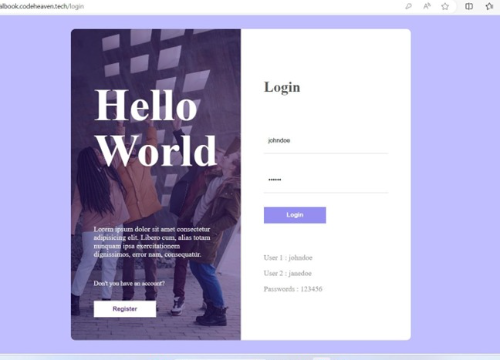 albook.codeheaven.tech/login
Hello
World
Lorem ipsum dolor sit amet consectetur
adipisicing elit. Libero cum, alias totam
numquam ipsa exercitationem
dignissimos, error nam, consequatur.
Don't you have an account?
Register
Login
johndoe
••••••
Login
User 1 : johndoe
User 2 : janedoe
Passwords : 123456